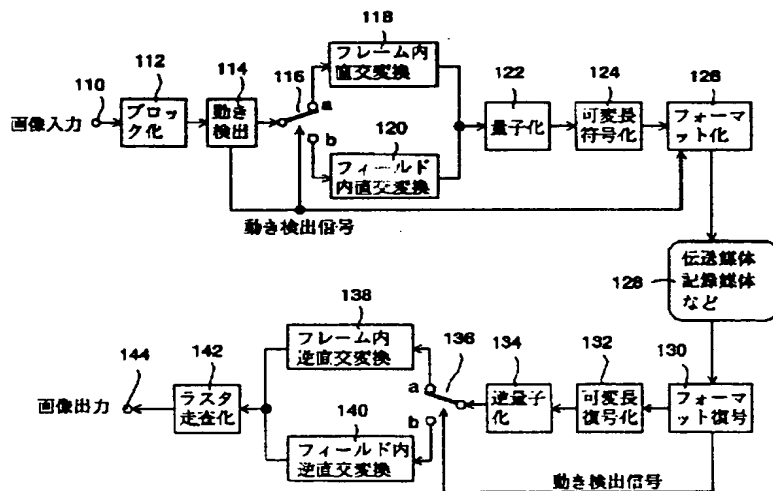 118
フレーム内
直交変換
112
114
116
122
124
126
110
画像入力
ブロッ
ク化
動き
検出
a
b
量子化
可変長
符号化
フォーマ
ット化
120
フィールド
内直交変換
動き検出信号
128
伝送媒体
記録媒体
など
138
フレーム内
逆直交変換
144
142
136
134
132
130
画像出力
ラスタ
走査化
a
b
逆量子
化
可変長
復号化
フォーマ
ット復号
140
フィールド内
逆直交変換
動き検出信号